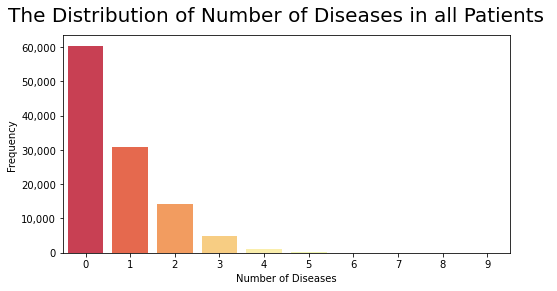 The Distribution of Number of Diseases in all Patients
60,000
50,000
40,000
30,000
20,000
10,000
0
Frequency
0 1 2 3 4 5 6 7 8 9
Number of Diseases